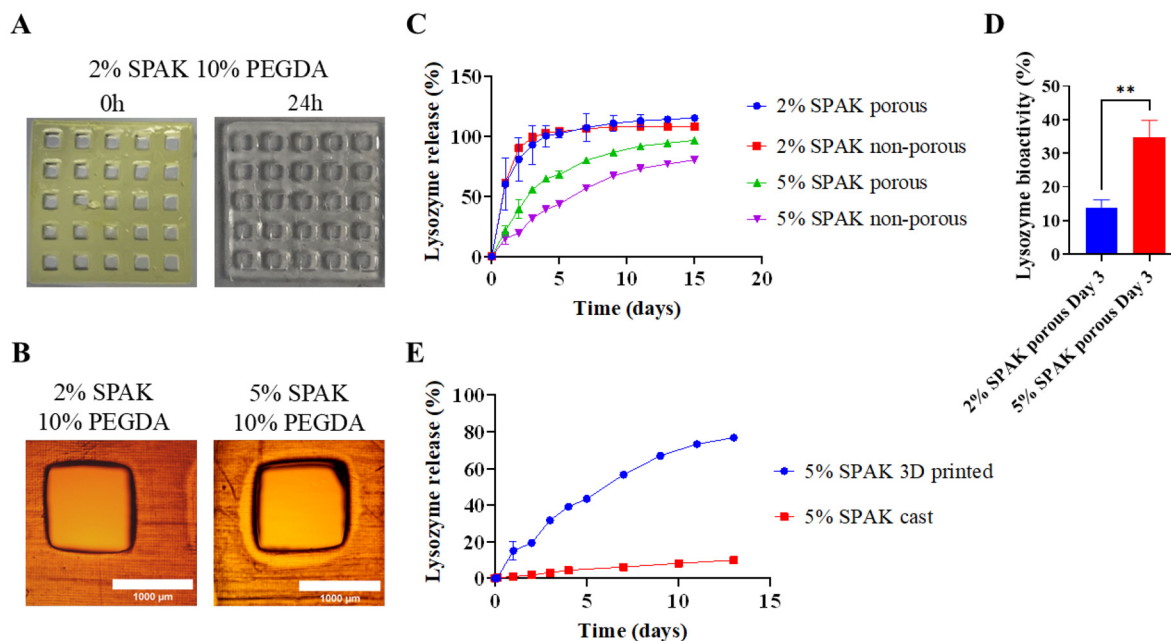 A
2% SPAK 10% PEGDA
0h
24h
B
2% SPAK
10% PEGDA
5% SPAK
10% PEGDA
1000 µm
1000 µm
C
Lysozyme release (%)
150
100
50
0
0
5
10
15
20
Time (days)
2% SPAK porous
2% SPAK non-porous
5% SPAK porous
5% SPAK non-porous
D
Lysozyme bioactivity (%)
50
40
30
20
10
0
**
2% SPAK porous Day 3
5% SPAK porous Day 3
E
Lysozyme release (%)
80
60
40
20
0
0
5
10
15
Time (days)
5% SPAK 3D printed
5% SPAK cast